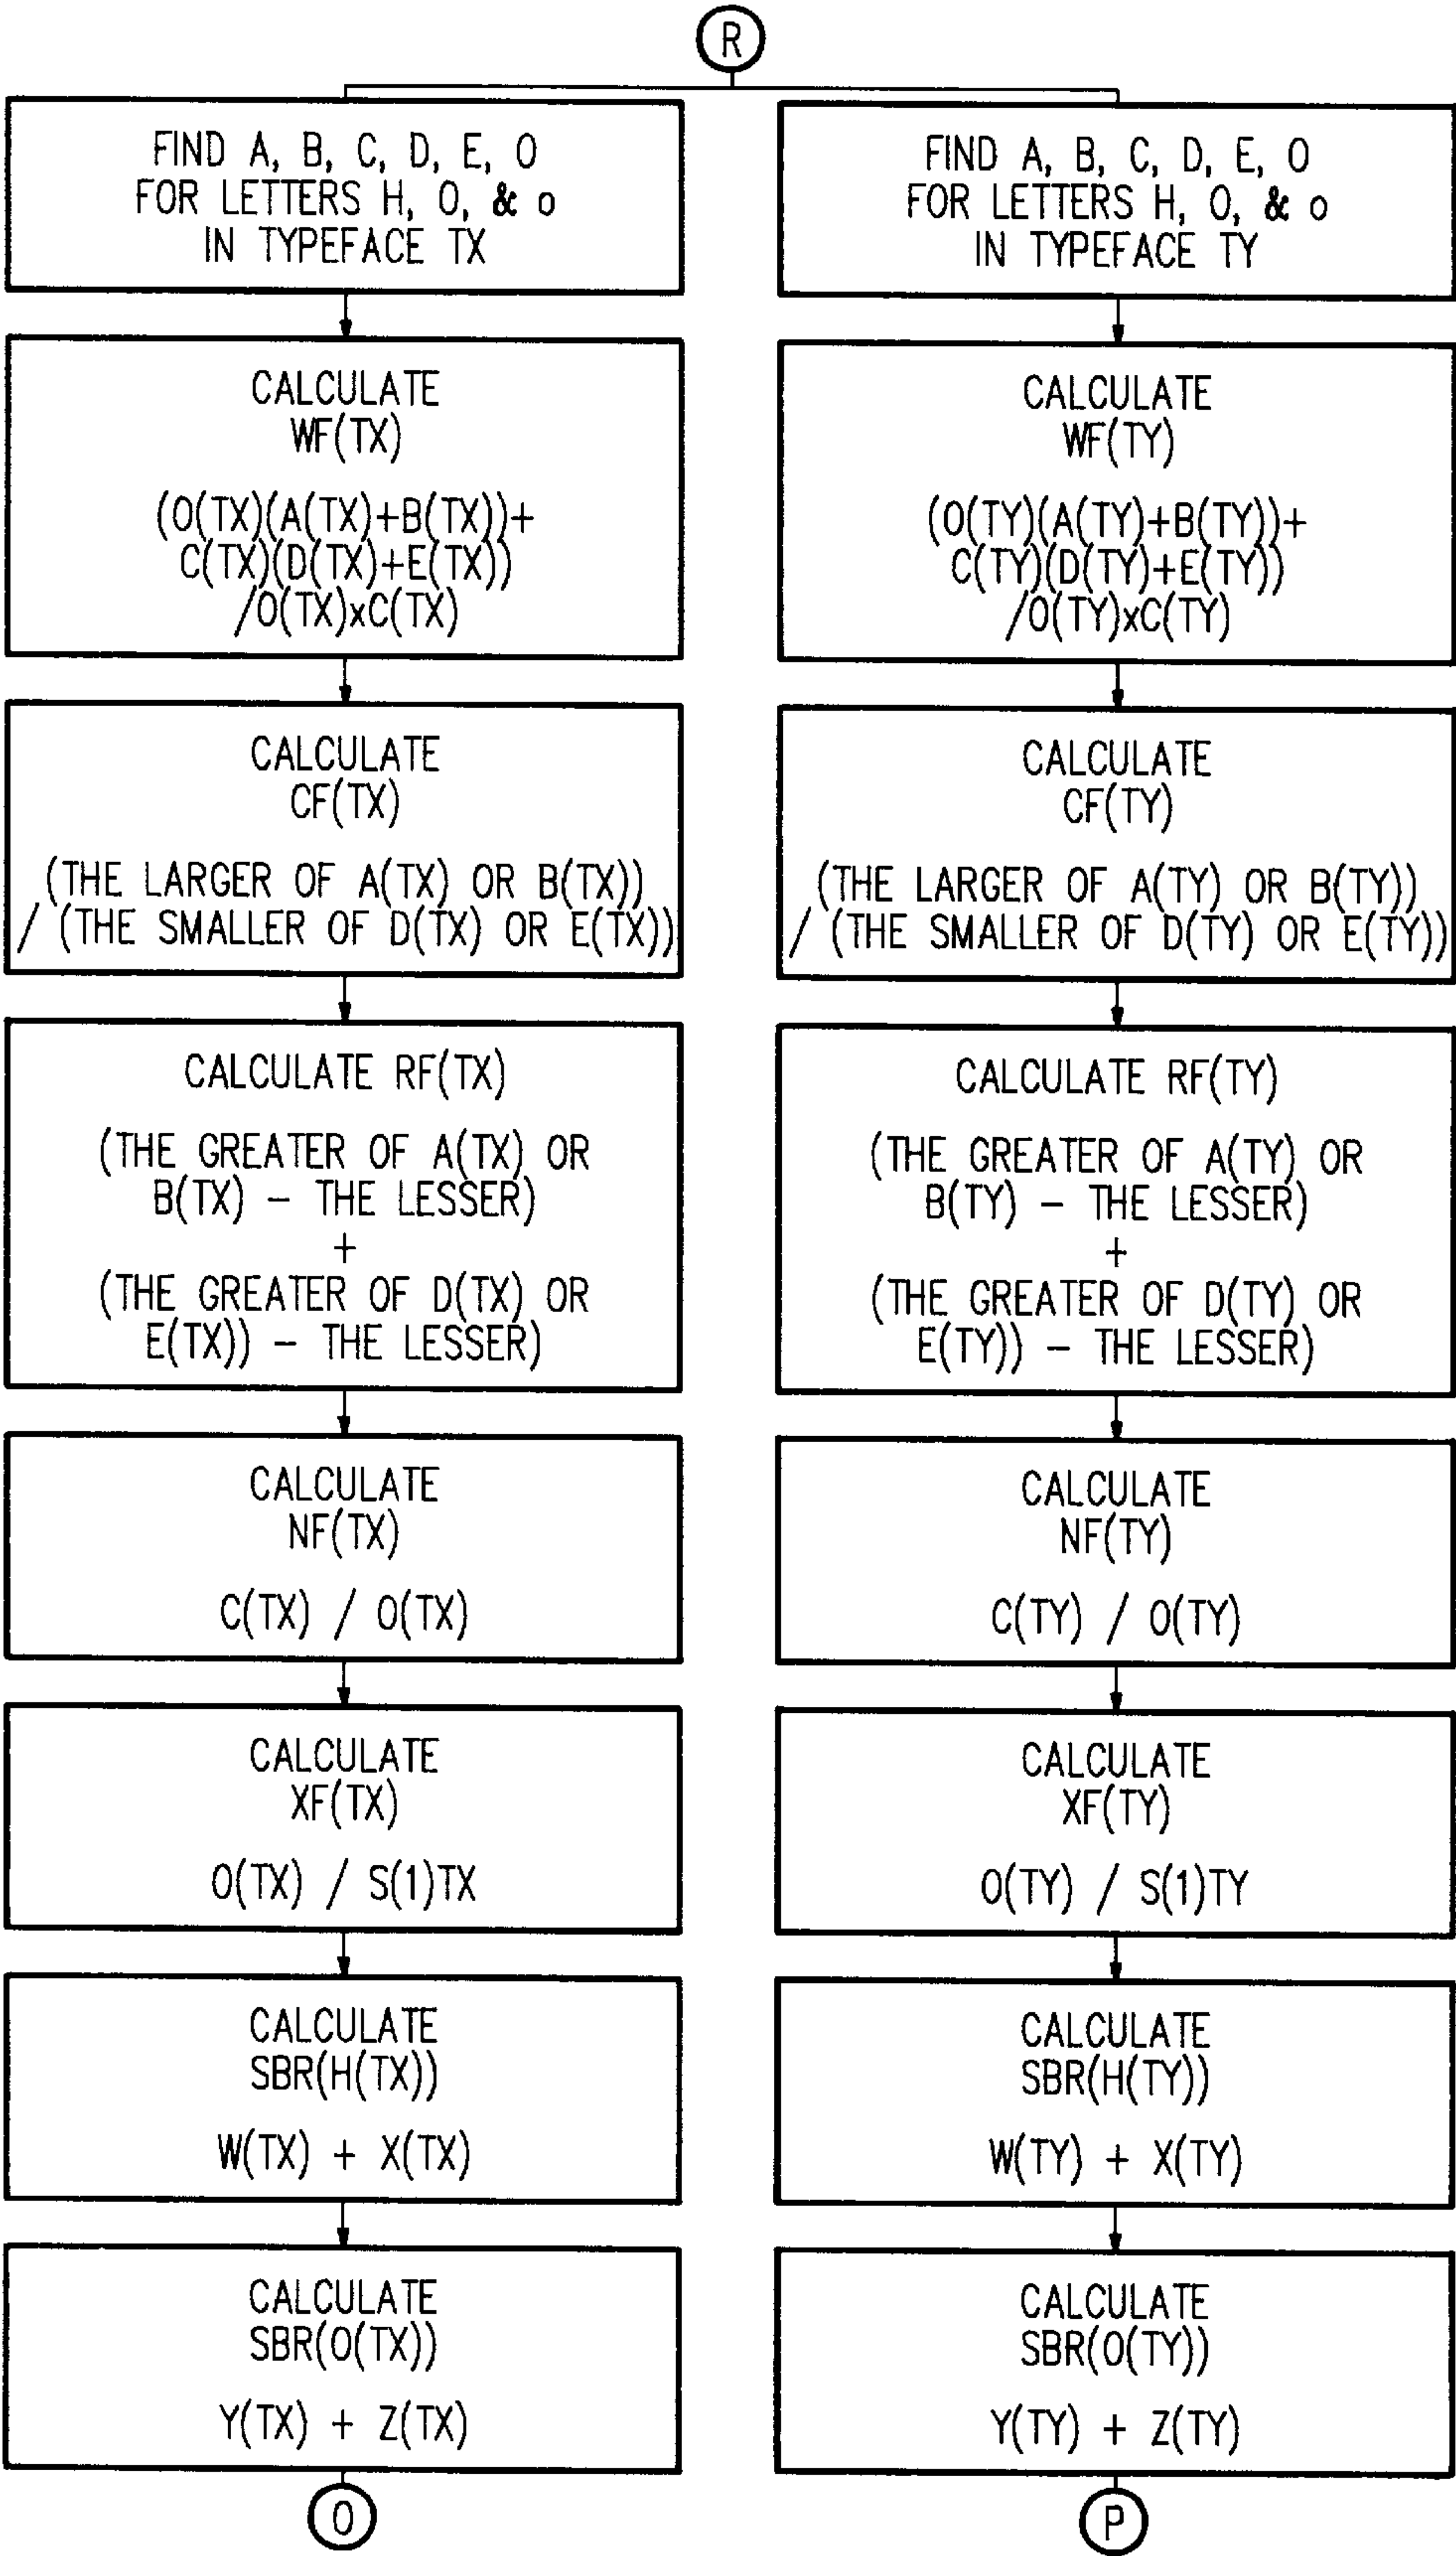 R
FIND A, B, C, D, E, O
FOR LETTERS H, O, & o
IN TYPEFACE TX
CALCULATE
WF(TX)
(O(TX)(A(TX)+B(TX))+
C(TX)(D(TX)+E(TX))
/O(TX)xC(TX)
CALCULATE
CF(TX)
(THE LARGER OF A(TX) OR B(TX))
/ (THE SMALLER OF D(TX) OR E(TX))
CALCULATE RF(TX)
(THE GREATER OF A(TX) OR
B(TX) – THE LESSER)
+
(THE GREATER OF D(TX) OR
E(TX)) – THE LESSER)
CALCULATE
NF(TX)
C(TX) / O(TX)
CALCULATE
XF(TX)
O(TX) / S(1)TX
CALCULATE
SBR(H(TX))
W(TX) + X(TX)
CALCULATE
SBR(O(TX))
Y(TX) + Z(TX)
O
FIND A, B, C, D, E, O
FOR LETTERS H, O, & o
IN TYPEFACE TY
CALCULATE
WF(TY)
(O(TY)(A(TY)+B(TY))+
C(TY)(D(TY)+E(TY))
/O(TY)xC(TY)
CALCULATE
CF(TY)
(THE LARGER OF A(TY) OR B(TY))
/ (THE SMALLER OF D(TY) OR E(TY))
CALCULATE RF(TY)
(THE GREATER OF A(TY) OR
B(TY) – THE LESSER)
+
(THE GREATER OF D(TY) OR
E(TY)) – THE LESSER)
CALCULATE
NF(TY)
C(TY) / O(TY)
CALCULATE
XF(TY)
O(TY) / S(1)TY
CALCULATE
SBR(H(TY))
W(TY) + X(TY)
CALCULATE
SBR(O(TY))
Y(TY) + Z(TY)
P